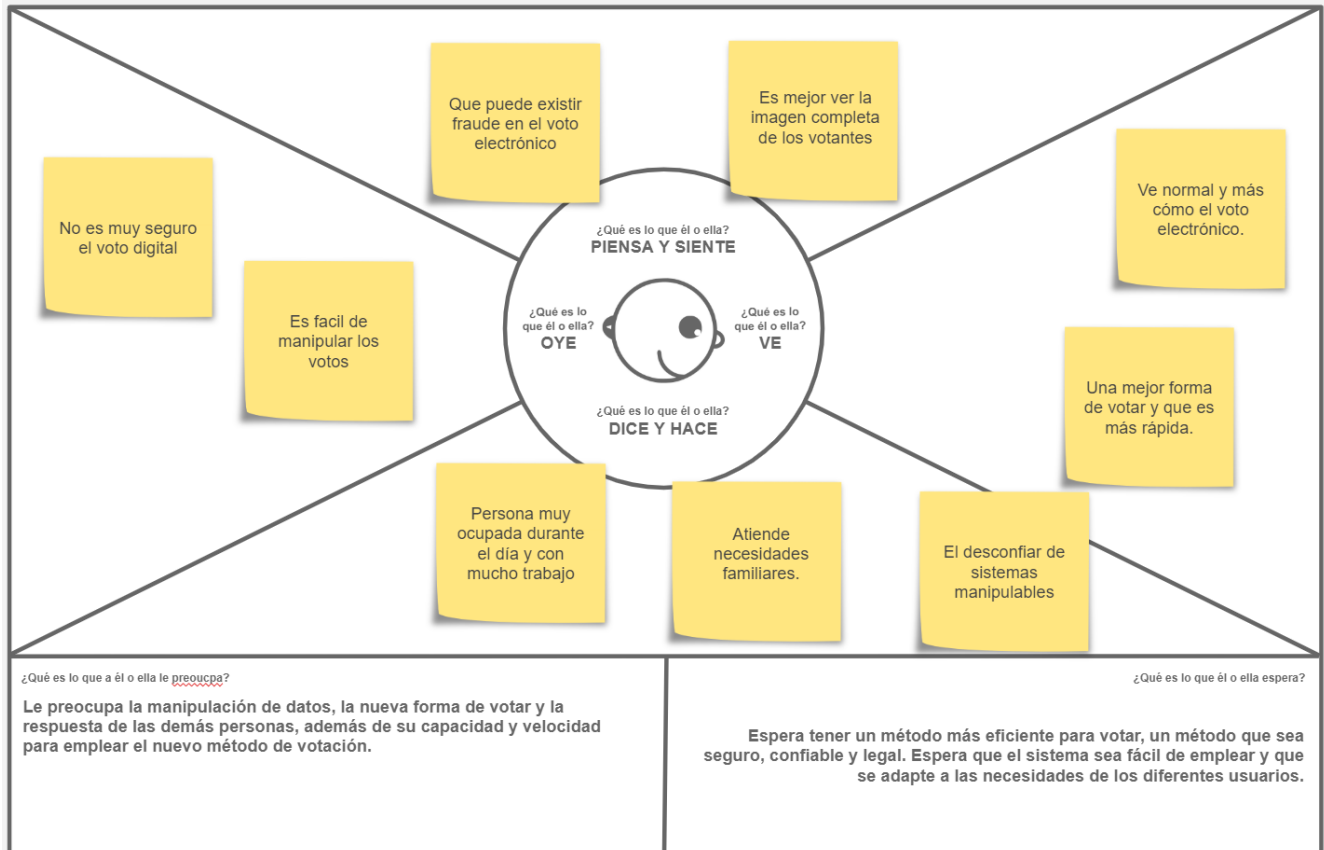 Que puede existir
fraude en el voto
electrónico
Es mejor ver la
imagen completa
de los votantes
No es muy seguro
el voto digital
Es facil de
manipular los
votos
Ve normal y más
cómo el voto
electrónico.
Una mejor forma
de votar y que es
más rápida.
¿Qué es lo que él o ella?
PIENSA Y SIENTE
¿Qué es lo
que él o ella?
OYE
¿Qué es lo
que él o ella?
VE
¿Qué es lo que él o ella?
DICE Y HACE
Persona muy
ocupada durante
el día y con
mucho trabajo
Atiende
necesidades
familiares.
El desconfiar de
sistemas
manipulables
¿Qué es lo que a él o ella le preoucpa?
Le preocupa la manipulación de datos, la nueva forma de votar y la
respuesta de las demás personas, además de su capacidad y velocidad
para emplear el nuevo método de votación.
¿Qué es lo que él o ella espera?
Espera tener un método más eficiente para votar, un método que sea
seguro, confiable y legal. Espera que el sistema sea fácil de emplear y que
se adapte a las necesidades de los diferentes usuarios.